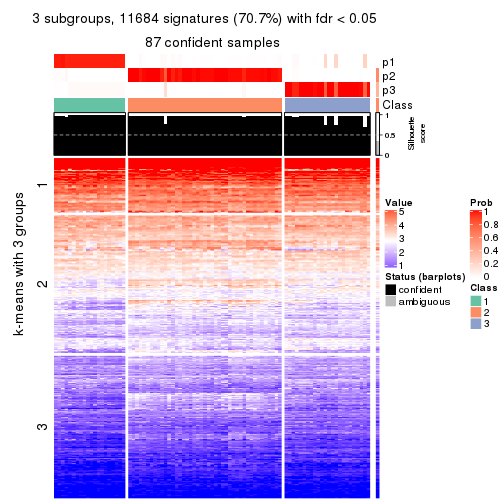 3 subgroups, 11684 signatures (70.7%) with fdr < 0.05
87 confident samples
p1
p2
p3
Class
1
0.5
0
Silhouette
score
k-means with 3 groups
1
2
3
Value
5
4
3
2
1
Status (barplots)
confident
ambiguous
Prob
1
0.8
0.6
0.4
0.2
0
Class
1
2
3